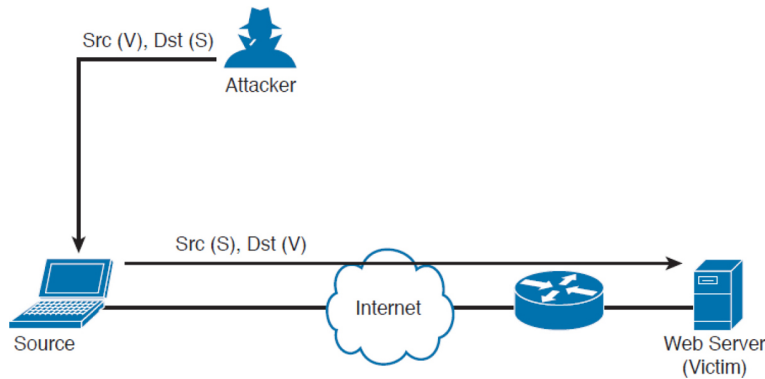 Src (V), Dst (S)
Attacker
Src (S), Dst (V)
Internet
Source
Web Server
(Victim)